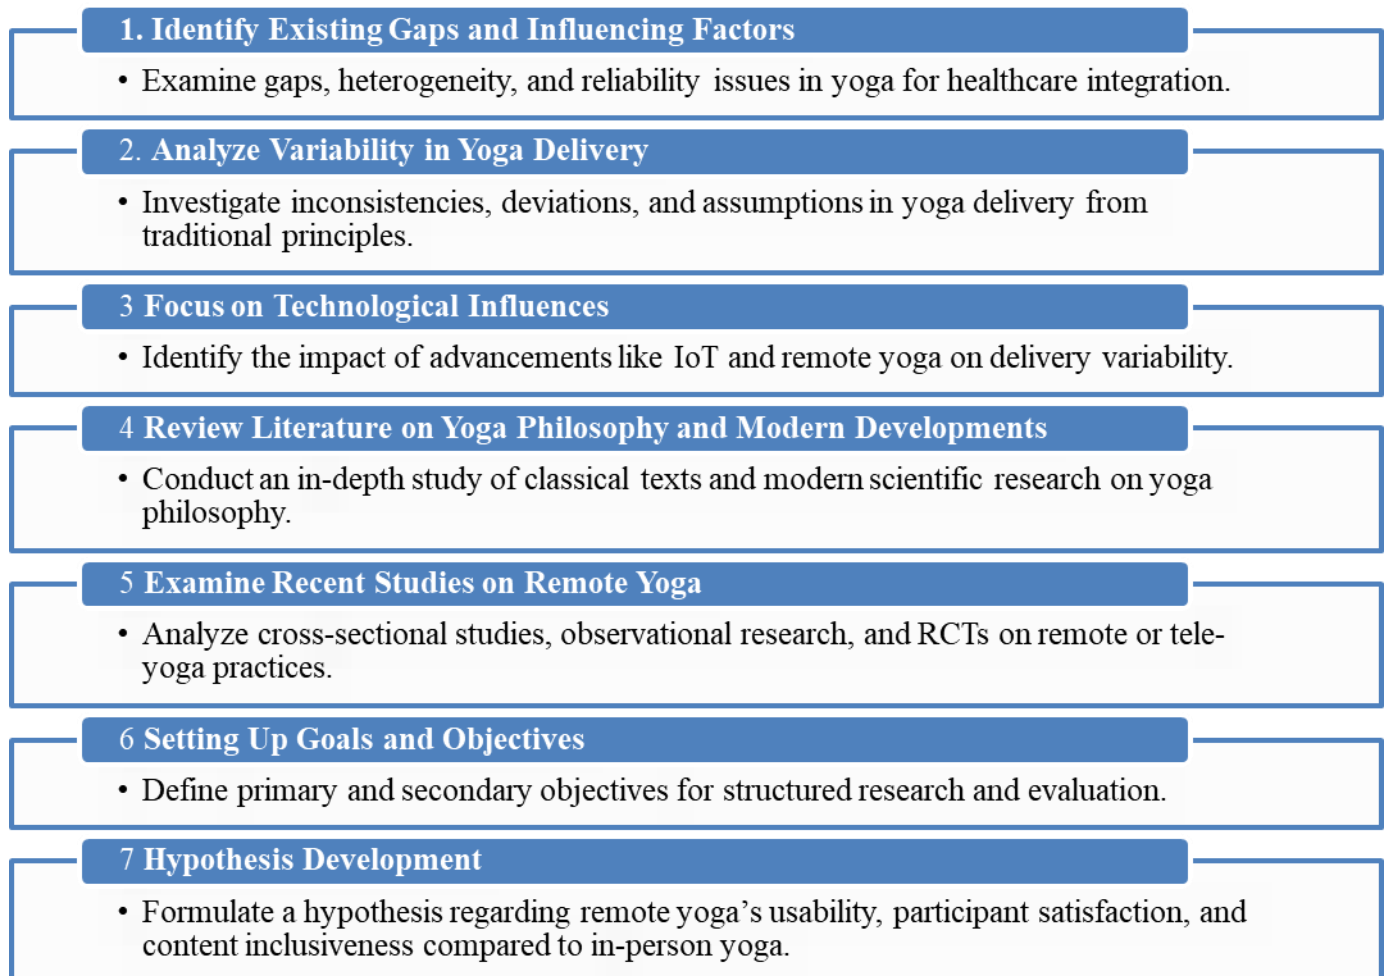 1. Identify Existing Gaps and Influencing Factors
• Examine gaps, heterogeneity, and reliability issues in yoga for healthcare integration.
2. Analyze Variability in Yoga Delivery
• Investigate inconsistencies, deviations, and assumptions in yoga delivery from
traditional principles.
3 Focus on Technological Influences
• Identify the impact of advancements like IoT and remote yoga on delivery variability.
4 Review Literature on Yoga Philosophy and Modern Developments
• Conduct an in-depth study of classical texts and modern scientific research on yoga
philosophy.
5 Examine Recent Studies on Remote Yoga
• Analyze cross-sectional studies, observational research, and RCTs on remote or tele-
yoga practices.
6 Setting Up Goals and Objectives
• Define primary and secondary objectives for structured research and evaluation.
7 Hypothesis Development
• Formulate a hypothesis regarding remote yoga’s usability, participant satisfaction, and
content inclusiveness compared to in-person yoga.